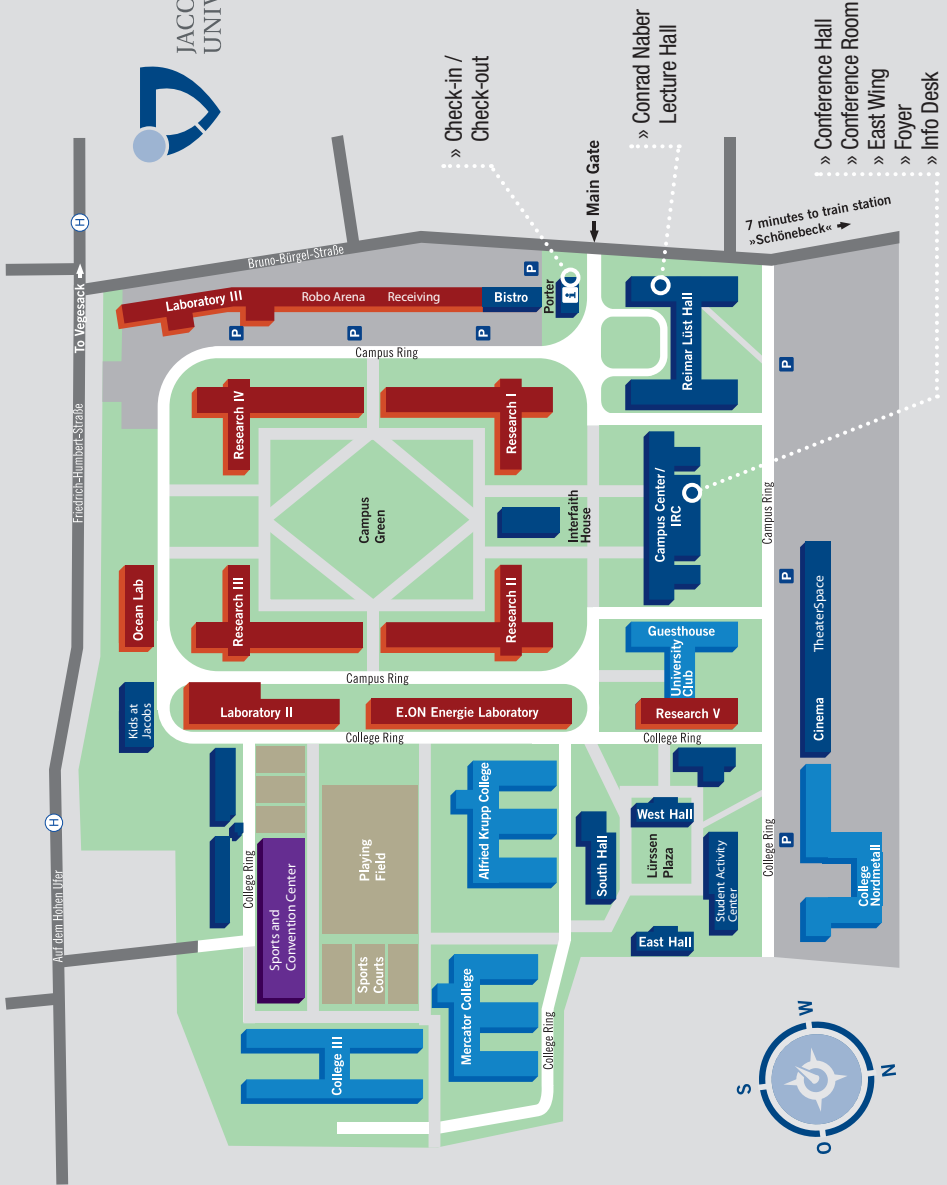 JACO
UNIV
» Check-in /
Check-out
» Conrad Naber
Lecture Hall
» Conference Hall
» Conference Room
» East Wing
» Foyer
» Info Desk
Main Gate
7 minutes to train station
»Schönebeck«
To Vegesack
H
Friedrich-Humbert-Straße
Bruno-Bürgel-Straße
Laboratory III
Robo Arena
Receiving
Bistro
Porter
i
P
P
P
P
Campus Ring
Research IV
Research I
Campus
Green
Interfaith
House
Research III
Research II
Ocean Lab
Kids at
Jacobs
Reimar Lüst Hall
P
Campus Center /
IRC
Campus Ring
P
TheaterSpace
Cinema
Guesthouse
University
Club
Research V
Campus Ring
Laboratory II
E.ON Energie Laboratory
College Ring
College Ring
H
Auf dem Hohen Ufer
College Ring
Sports and
Convention Center
Playing
Field
Sports
Courts
Alfried Krupp College
Mercator College
College III
College Ring
South Hall
West Hall
Lürssen
Plaza
East Hall
Student Activity
Center
College Ring
P
College
Nordmetall
S
W
N
O